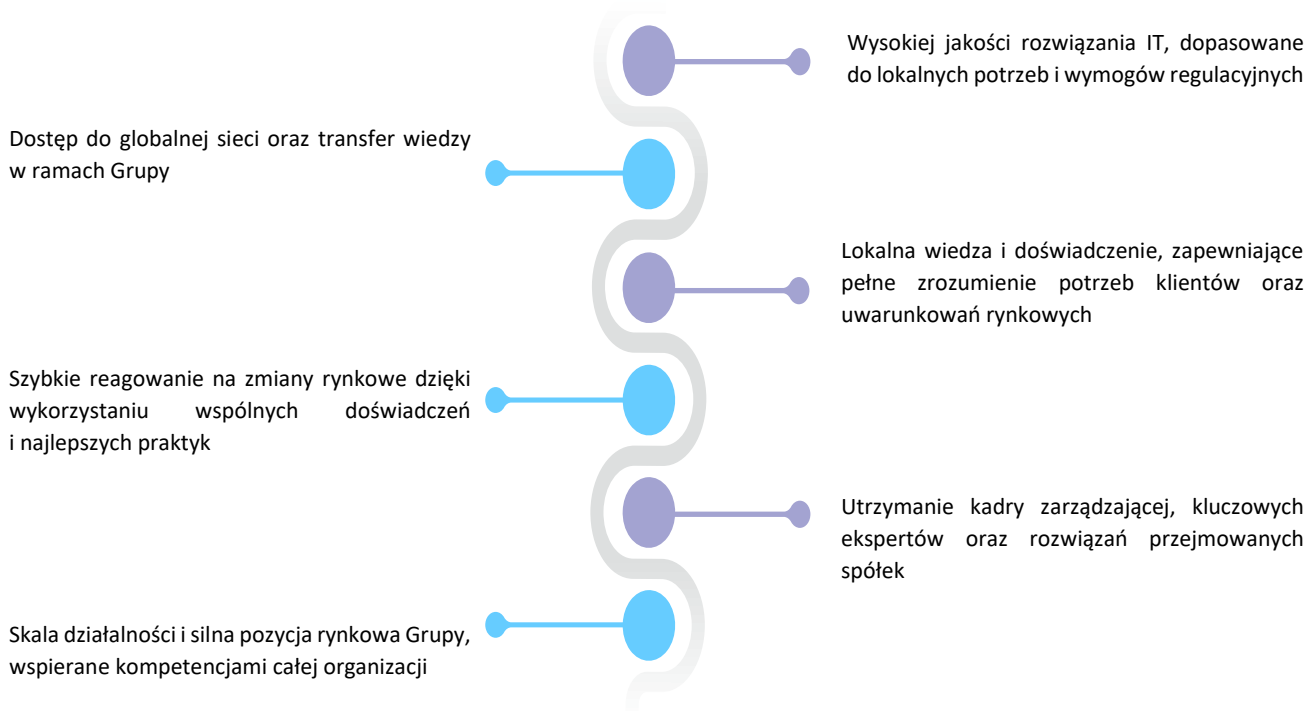 Wysokiej jakości rozwiązania IT, dopasowane
do lokalnych potrzeb i wymogów regulacyjnych
Dostęp do globalnej sieci oraz transfer wiedzy
w ramach Grupy
Lokalna wiedza i doświadczenie, zapewniające
pełne zrozumienie potrzeb klientów oraz
uwarunkowań rynkowych
Szybkie reagowanie na zmiany rynkowe dzięki
wykorzystaniu wspólnych doświadczeń
i najlepszych praktyk
Utrzymanie kadry zarządzającej, kluczowych
ekspertów oraz rozwiązań przejmowanych
spółek
Skala działalności i silna pozycja rynkowa Grupy,
wspierane kompetencjami całej organizacji